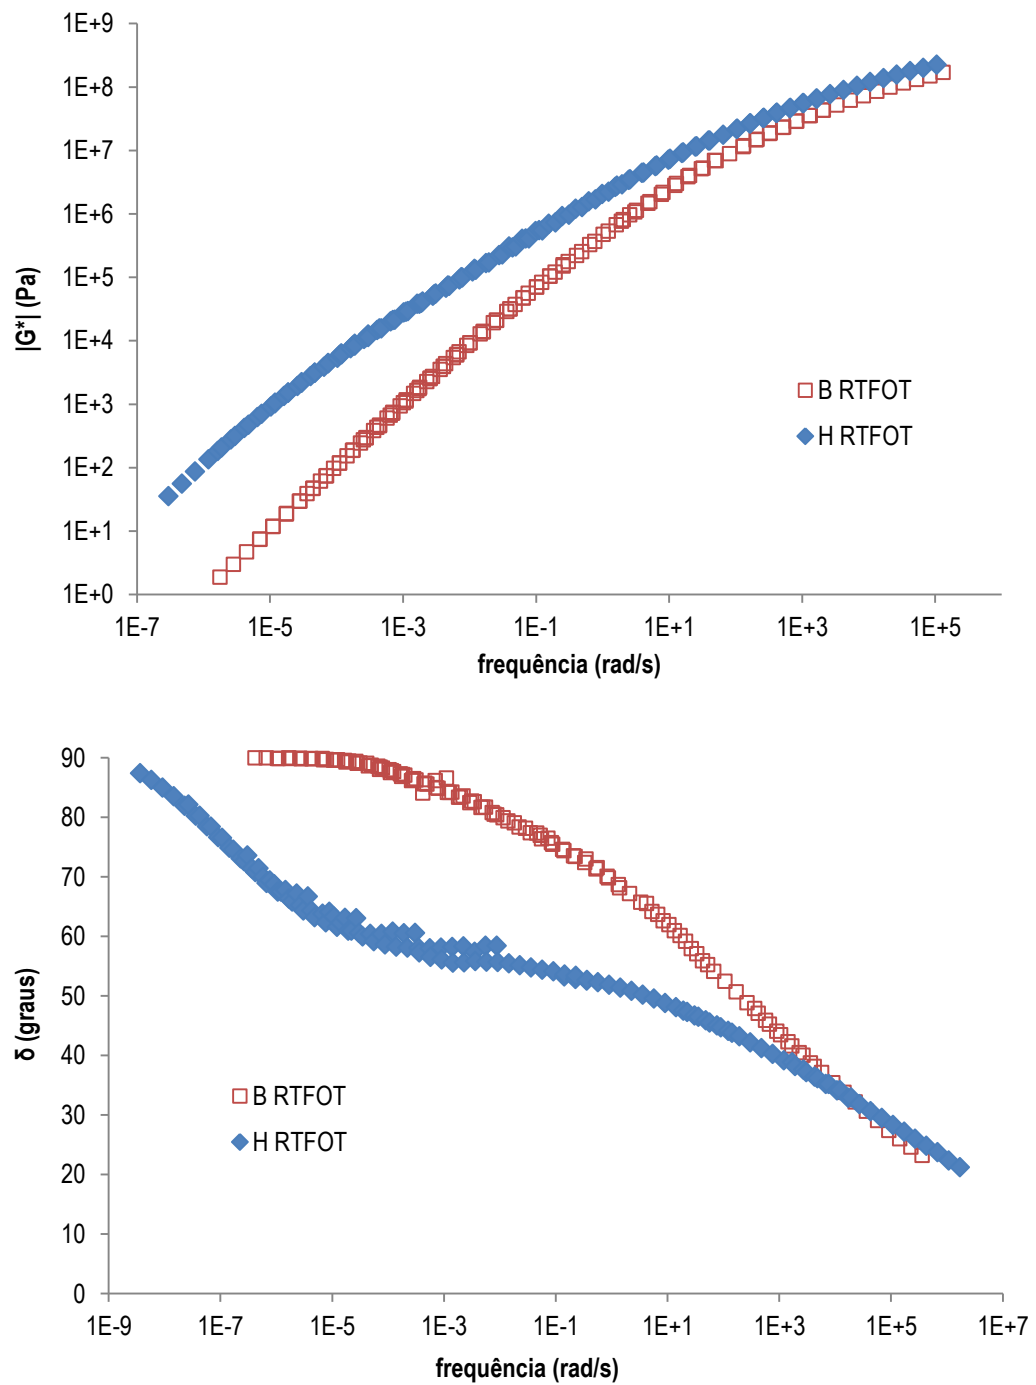 1E+9
1E+8
1E+7
1E+6
1E+5
1E+4
1E+3
1E+2
1E+1
1E+0
|G*| (Pa)
B RTFOT
H RTFOT
1E-7 1E-5 1E-3 1E-1 1E+1 1E+3 1E+5
frequência (rad/s)
90
80
70
60
50
40
30
20
10
0
δ (graus)
B RTFOT
H RTFOT
1E-9 1E-7 1E-5 1E-3 1E-1 1E+1 1E+3 1E+5 1E+7
frequência (rad/s)